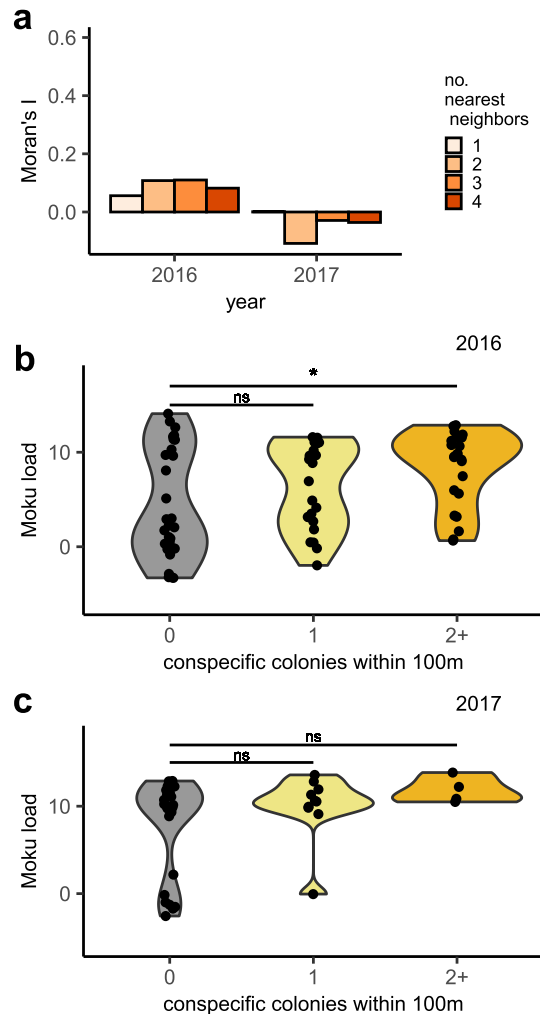 a
0.6
0.4
0.2
0.0
Moran's I
2016
2017
year
no.
nearest
neighbors
1
2
3
4
b
2016
*
ns
10
0
Moku load
0
1
2+
conspecific colonies within 100m
c
2017
ns
ns
10
0
Moku load
0
1
2+
conspecific colonies within 100m